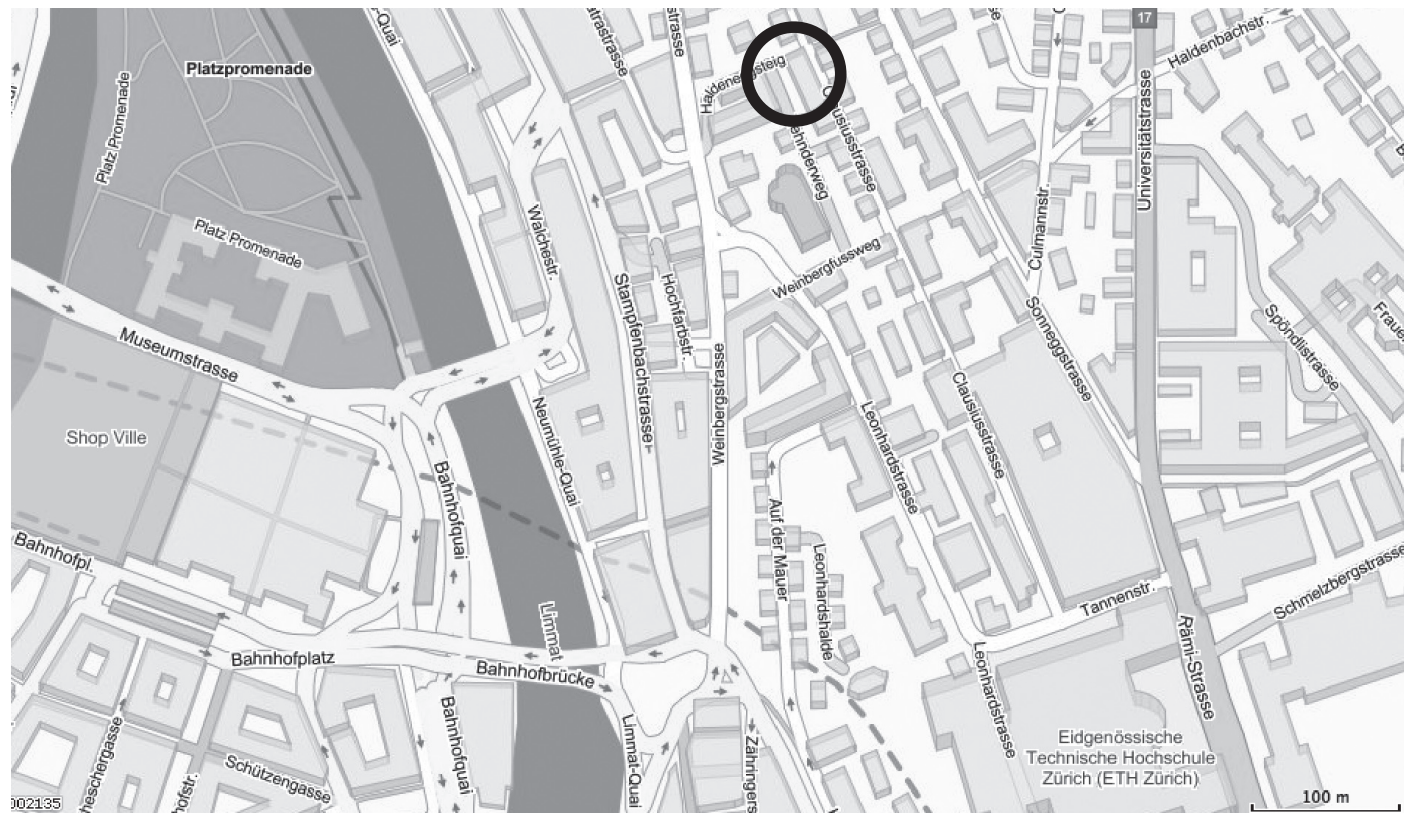 17
Haldenbachstr.
Platzpromenade
Platz Promenade
Universitätstrasse
Clausiusstrasse
Platz Promenade
Walchestr.
Culmannstr.
Weinbergfussweg
Stampfenbachstrasse
Hochfarbstr.
Sonneggstrasse
Spöndlistrasse
Museumstrasse
Weinbergstrasse
Clausiusstrasse
Neumühle-Quai
Leonhardstrasse
Shop Ville
Bahnhofquai
Auf der Mauer
Leonhardshalde
Bahnhofpl.
Tannenstr.
Schmelzbergstrasse
Limmat
Rämi-Strasse
Bahnhofplatz
Bahnhofbrücke
Leonhardstrasse
Bahnhofquai
Limmat-Quai
Schützengasse
Eidgenössische
Technische Hochschule
Zürich (ETH Zürich)
100 m